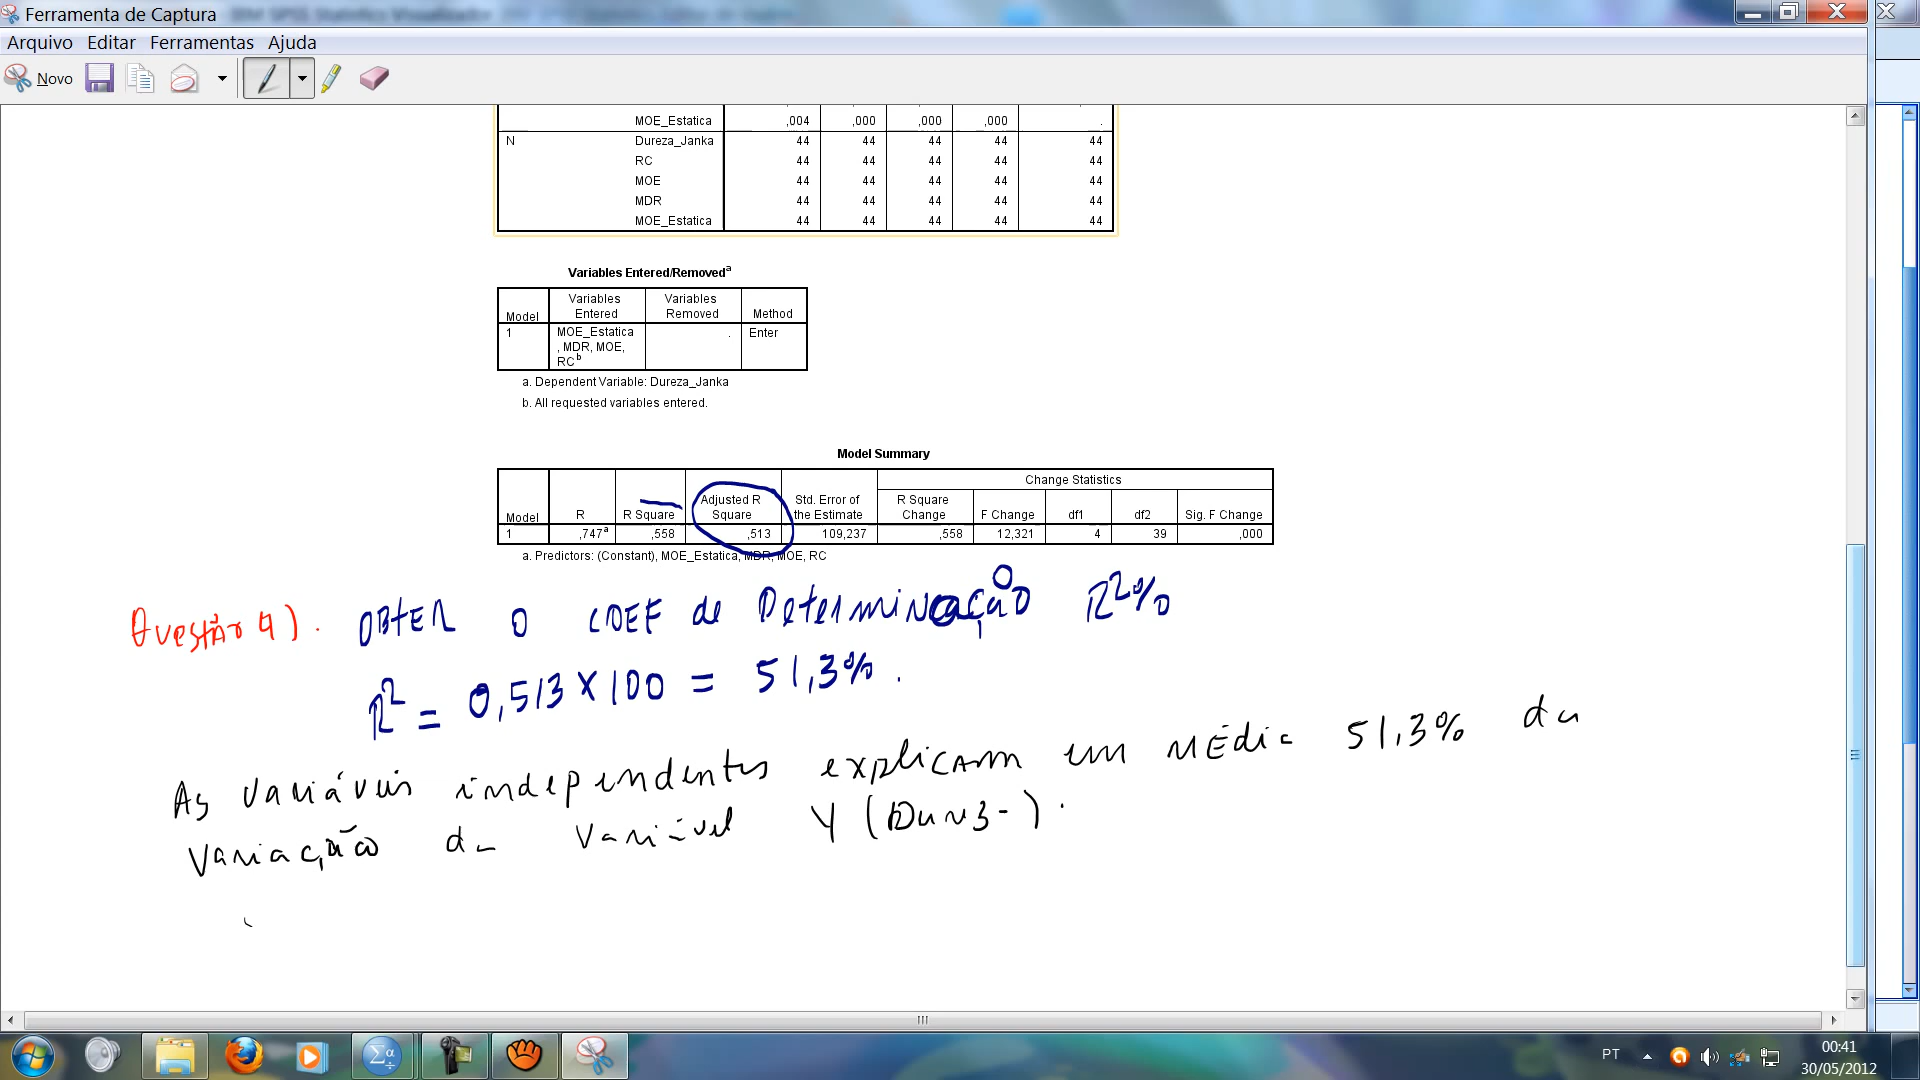 Ferramenta de Captura
Arquivo Editar Ferramentas Ajuda
Novo
MOE_Estatica ,004 ,000 ,000 ,000 .
N Dureza_Janka 44 44 44 44 44
RC 44 44 44 44 44
MOE 44 44 44 44 44
MDR 44 44 44 44 44
MOE_Estatica 44 44 44 44 44
Variables Entered/Removedᵃ
Model Variables Entered Variables Removed Method
1 MOE_Estatica . Enter
, MDR, MOE,
RCᵇ
a. Dependent Variable: Dureza_Janka
b. All requested variables entered.
Model Summary
Change Statistics
Model R R Square Adjusted R Square Std. Error of the Estimate R Square Change F Change df1 df2 Sig. F Change
1 ,747ᵃ ,558 ,513 109,237 ,558 12,321 4 39 ,000
a. Predictors: (Constant), MOE_Estatica, MDR, MOE, RC
Questão 4). OBTER O COEF de Determinação R²%
R² = 0,513 X 100 = 51,3%.
As variáveis independentes explicam em média 51,3% da
variação da variável Y (Dureza).
PT
00:41
30/05/2012